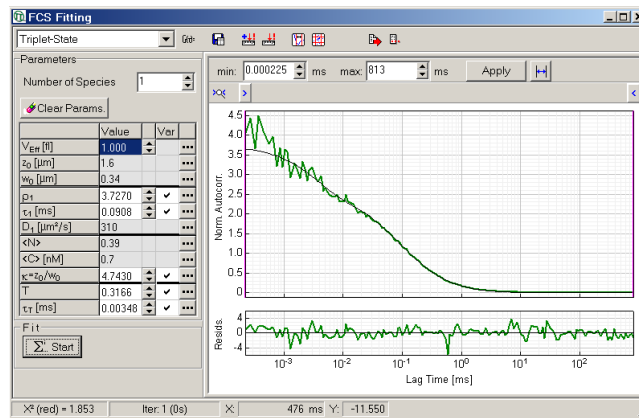 FCS Fitting
Triplet-State
Parameters
Number of Species 1
Clear Params.
Value Var
VEff [fl] 1.000
z0 [µm] 1.6
w0 [µm] 0.34
ρ1 3.7270
τ1 [ms] 0.0908
D1 [µm²/s] 310
<N> 0.39
<C> [nM] 0.7
κ=z0/w0 4.7430
T 0.3166
τT [ms] 0.00348
Fit
Σ Start
min: 0.000225 ms max: 813 ms Apply
Norm. Autocorr.
4.5
4.0
3.5
3.0
2.5
2.0
1.5
1.0
0.5
0.0
Resids.
4
0
-4
10-3 10-2 10-1 100 101 102
Lag Time [ms]
X² (red) = 1.853 Iter: 1 (0s) X: 476 ms Y: -11.550